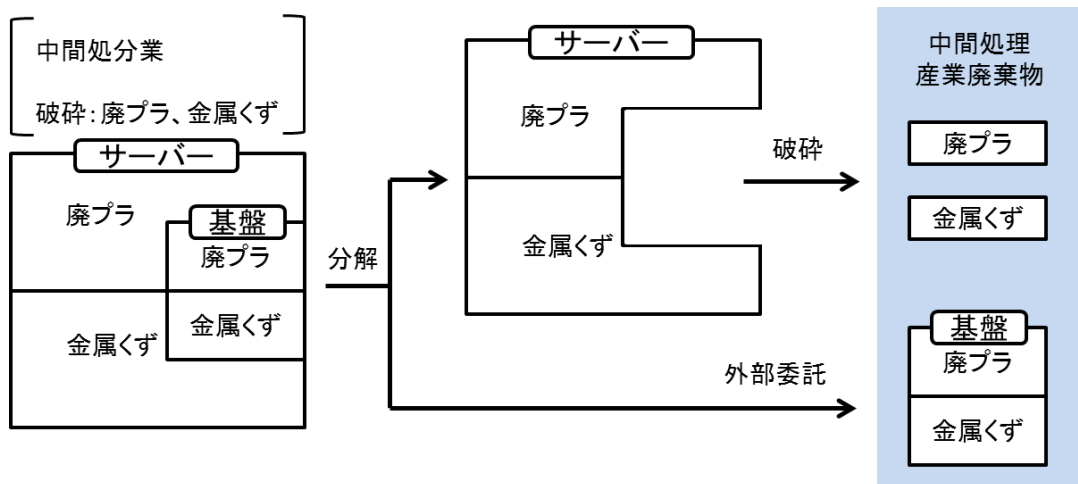 中間処分業
破砕：廃プラ、金属くず
サーバー
廃プラ
基盤
廃プラ
金属くず
金属くず
分解
サーバー
廃プラ
金属くず
破砕
外部委託
中間処理
産業廃棄物
廃プラ
金属くず
基盤
廃プラ
金属くず